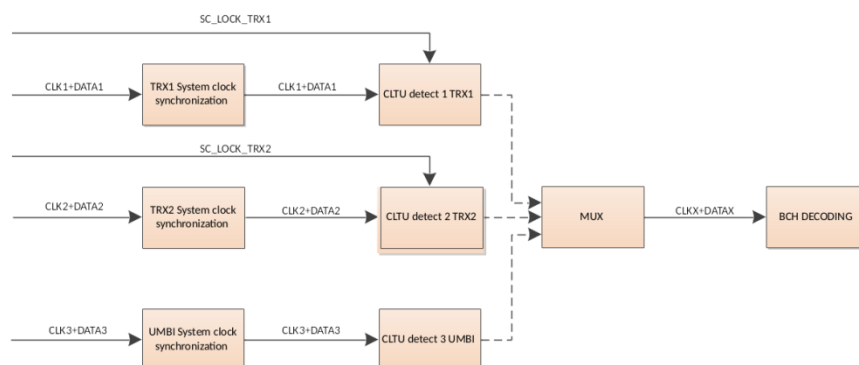 SC_LOCK_TRX1
CLK1+DATA1
TRX1 System clock
synchronization
CLK1+DATA1
CLTU detect 1 TRX1
SC_LOCK_TRX2
CLK2+DATA2
TRX2 System clock
synchronization
CLK2+DATA2
CLTU detect 2 TRX2
MUX
CLKX+DATAX
BCH DECODING
CLK3+DATA3
UMBI System clock
synchronization
CLK3+DATA3
CLTU detect 3 UMBI